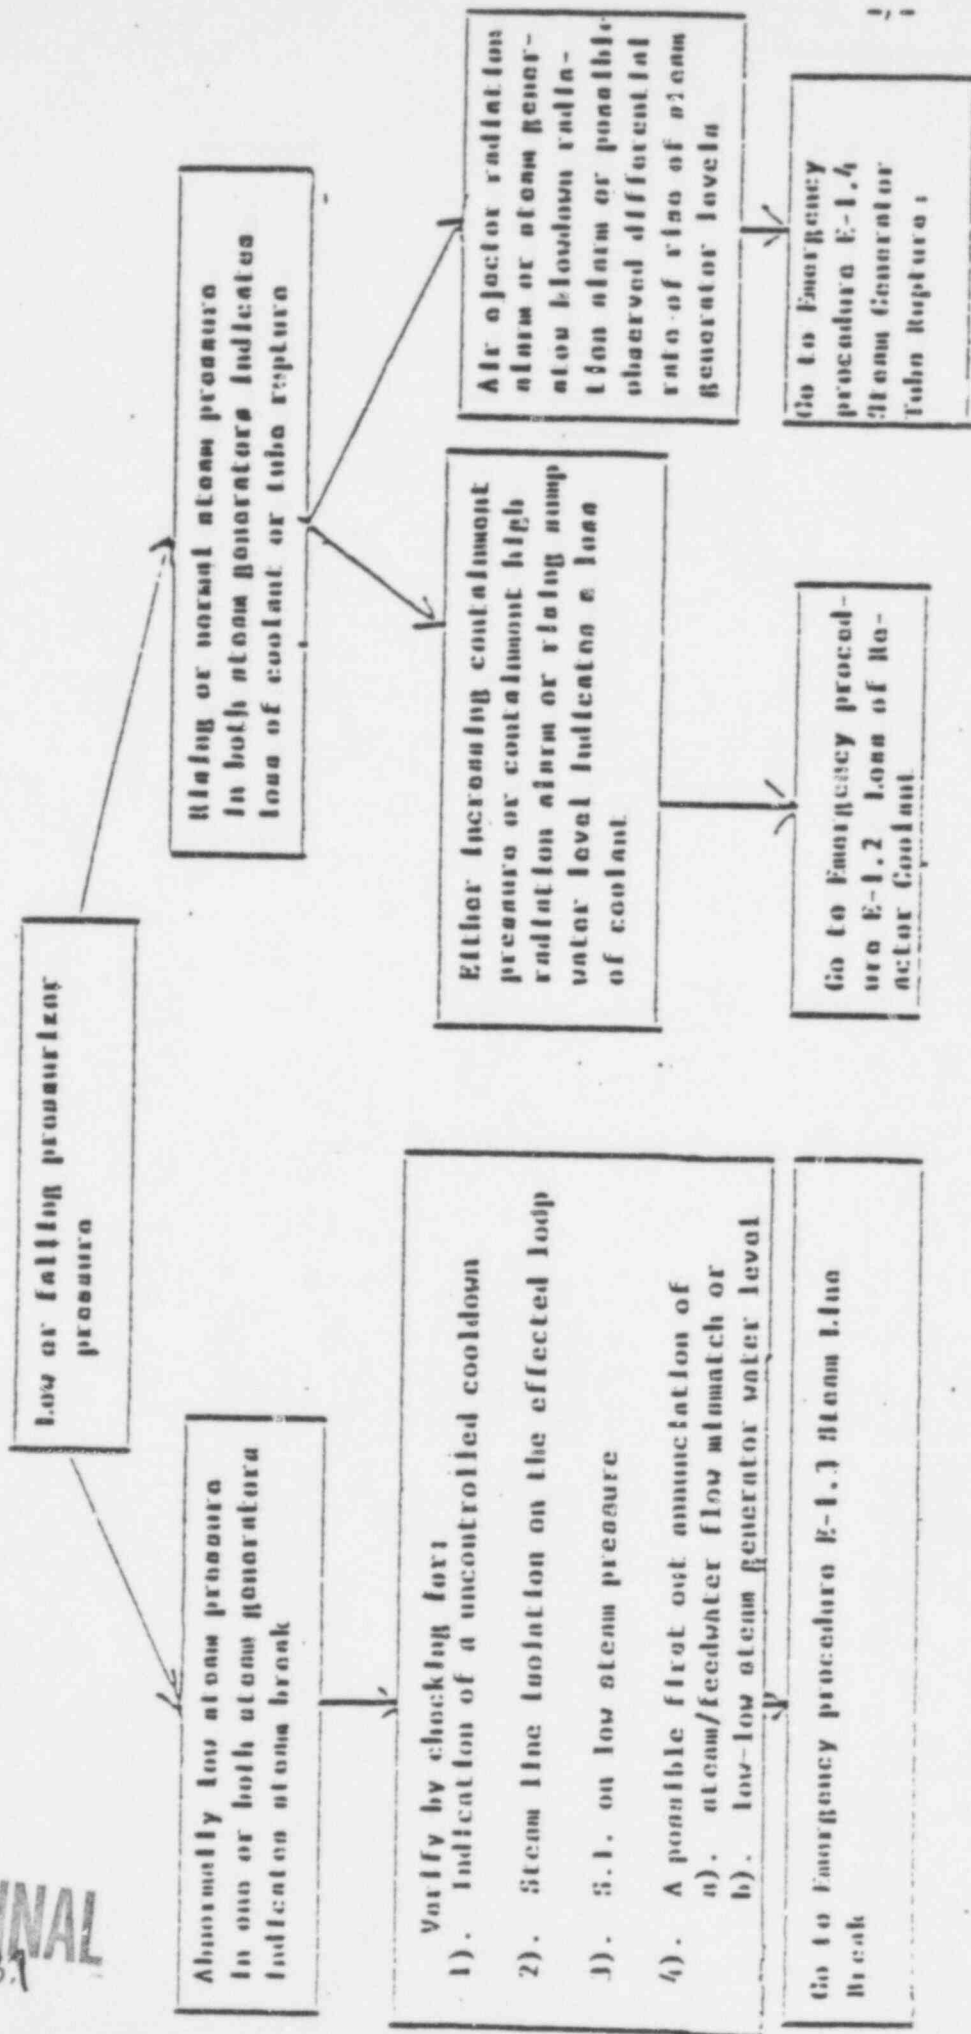 Low or falling pressurizer
pressure
Abnormally low steam pressure
In one or both steam generators
Indicates steam break
Rising or normal steam pressure
In both steam generators Indicates
loss of coolant or tube rupture
Verify by checking for:
1). Indication of a uncontrolled cooldown
2). Steam line isolation on the effected loop
3). S.I. on low steam pressure
4). A possible first out annunciation of
a). steam/feedwater flow mismatch or
b). low-low steam generator water level
Go to Emergency procedure E-1.3 Steam Line
Break
Either increasing containment
pressure or containment high
radiation alarm or rising sump
water level indicates a loss
of coolant
Go to Emergency proced-
ure E-1.2 Loss of Re-
actor Coolant
Air ejector radiation
alarm or steam gener-
ator blowdown radia-
tion alarm or possible
observed differential
rate of rise of steam
generator levels
Go to Emergency
procedure E-1.4
Steam Generator
Tube Rupture: